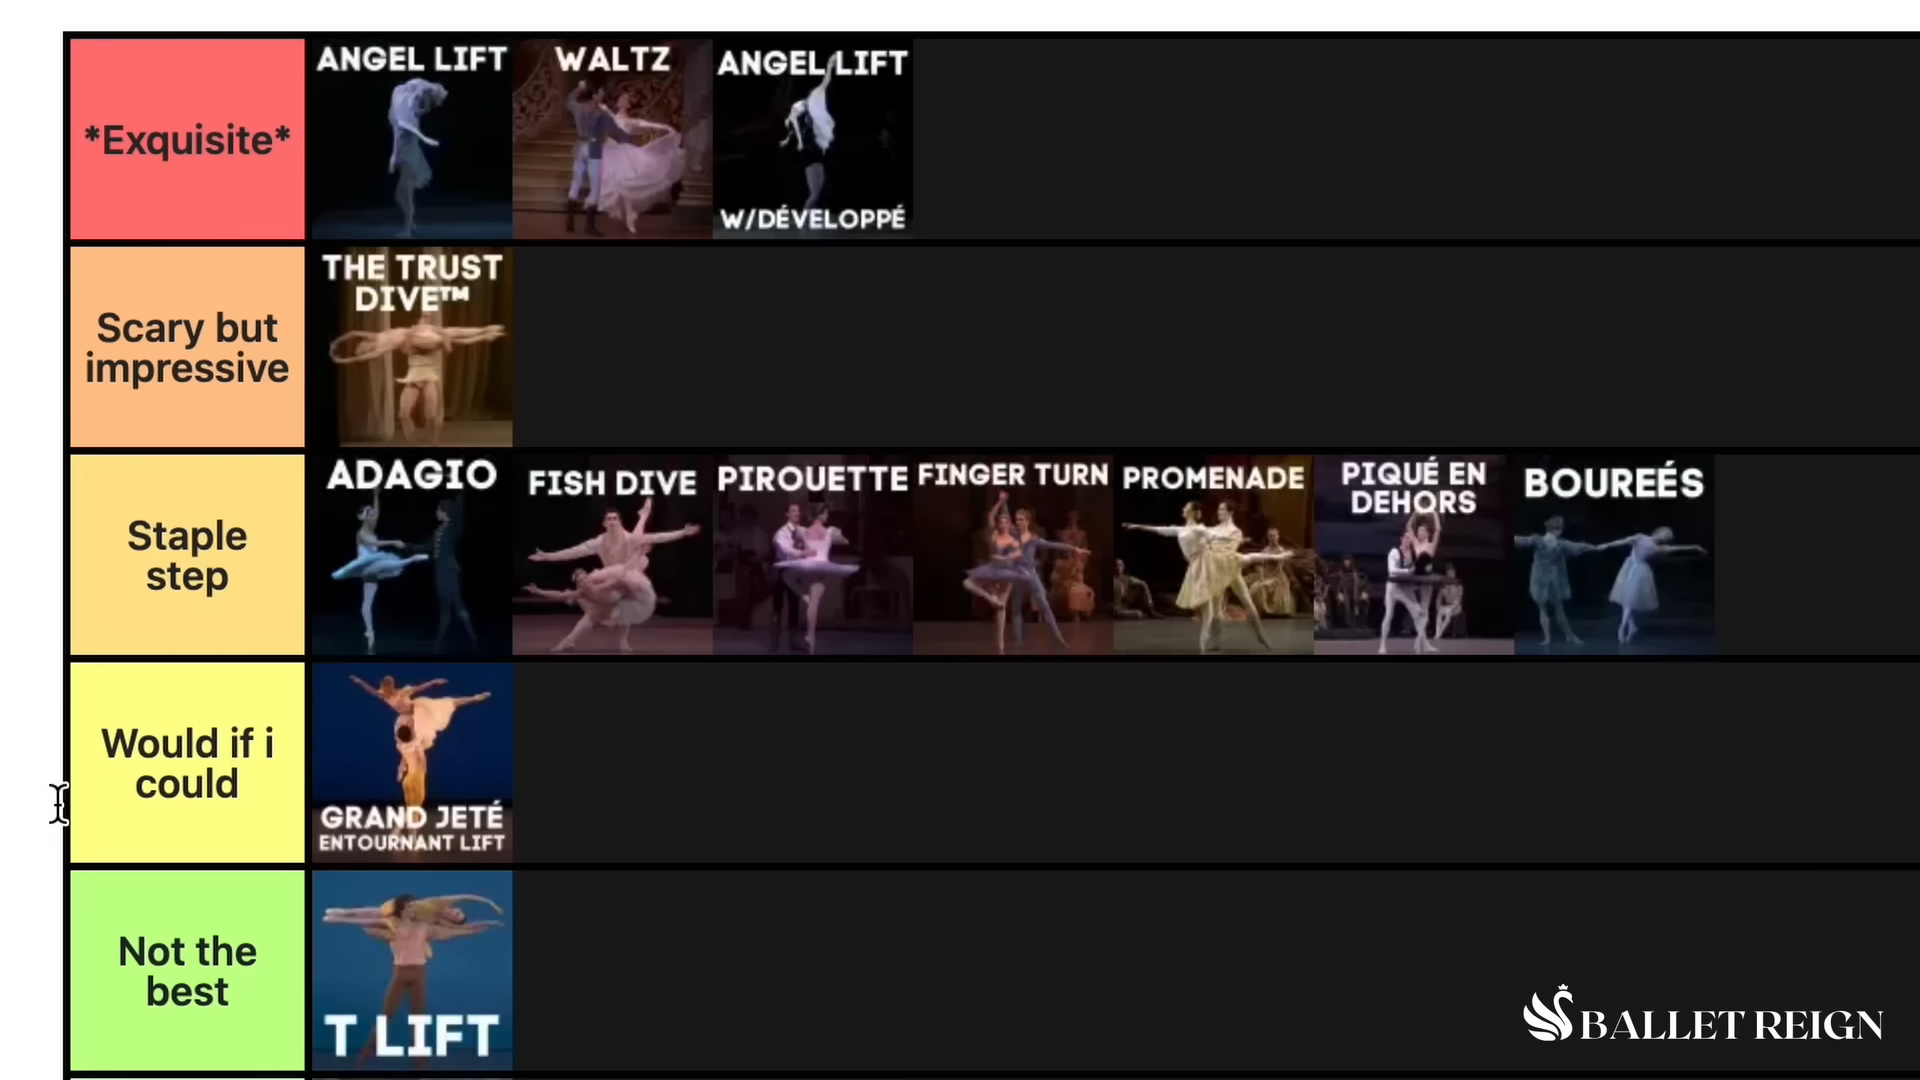 *Exquisite*
ANGEL LIFT
WALTZ
ANGEL LIFT
W/DÉVELOPPÉ
Scary but
impressive
THE TRUST
DIVE™
Staple
step
ADAGIO
FISH DIVE
PIROUETTE
FINGER TURN
PROMENADE
PIQUÉ EN
DEHORS
BOUREÉS
Would if i
could
GRAND JETÉ
ENTOURNANT LIFT
Not the
best
T LIFT
BALLET REIGN